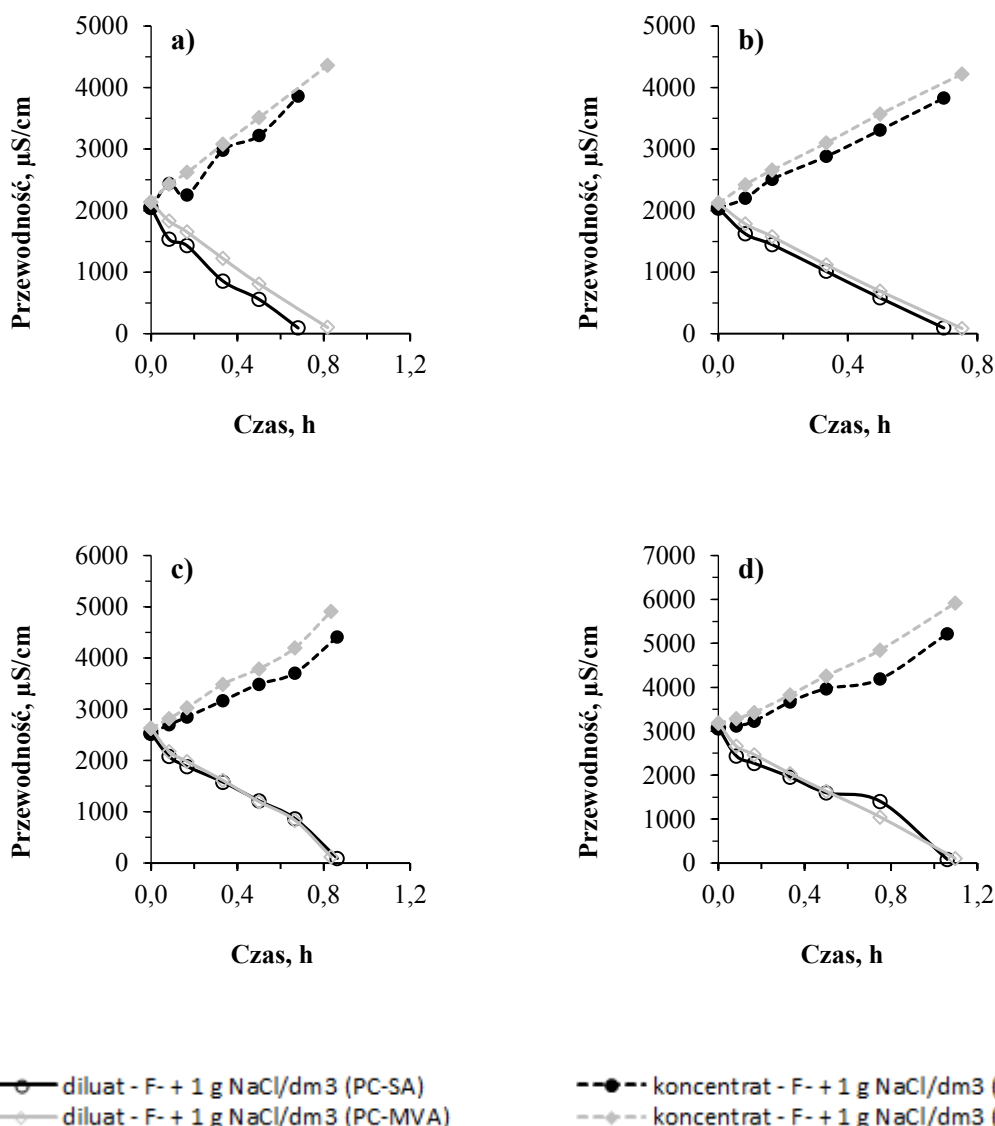 a)
Przewodność, µS/cm
5000
4000
3000
2000
1000
0
0,0 0,4 0,8 1,2
Czas, h
b)
Przewodność, µS/cm
5000
4000
3000
2000
1000
0
0,0 0,4 0,8
Czas, h
c)
Przewodność, µS/cm
6000
5000
4000
3000
2000
1000
0
0,0 0,4 0,8 1,2
Czas, h
d)
Przewodność, µS/cm
7000
6000
5000
4000
3000
2000
1000
0
0,0 0,4 0,8 1,2
Czas, h
diluat - F- + 1 g NaCl/dm3 (PC-SA)
koncentrat - F- + 1 g NaCl/dm3 (
diluat - F- + 1 g NaCl/dm3 (PC-MVA)
koncentrat - F- + 1 g NaCl/dm3 (